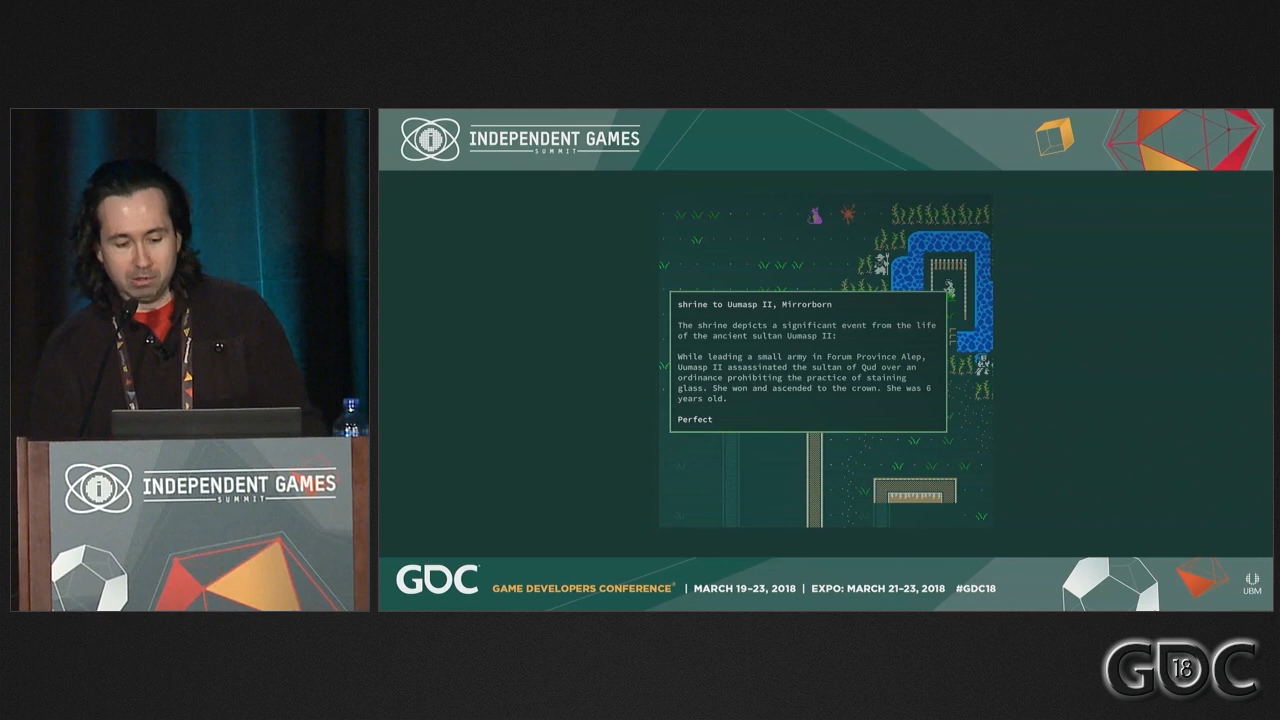 INDEPENDENT GAMES
SUMMIT
shrine to Uumasp II, Mirrorborn
The shrine depicts a significant event from the life
of the ancient sultan Uumasp II:
While leading a small army in Forum Province Alep,
Uumasp II assassinated the sultan of Qud over an
ordinance prohibiting the practice of staining
glass. She won and ascended to the crown. She was 6
years old.
Perfect
INDEPENDENT GAMES
SUMMIT
GDC GAME DEVELOPERS CONFERENCE® | MARCH 19–23, 2018 | EXPO: MARCH 21–23, 2018 #GDC18
UBM
GDC 18